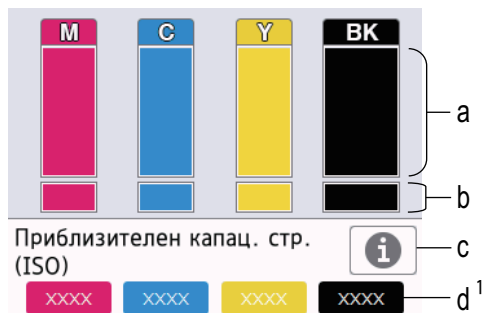 M C Y BK
a
b
Приблизителен капац. стр.
(ISO)
i
c
XXXX XXXX XXXX XXXX
d 1